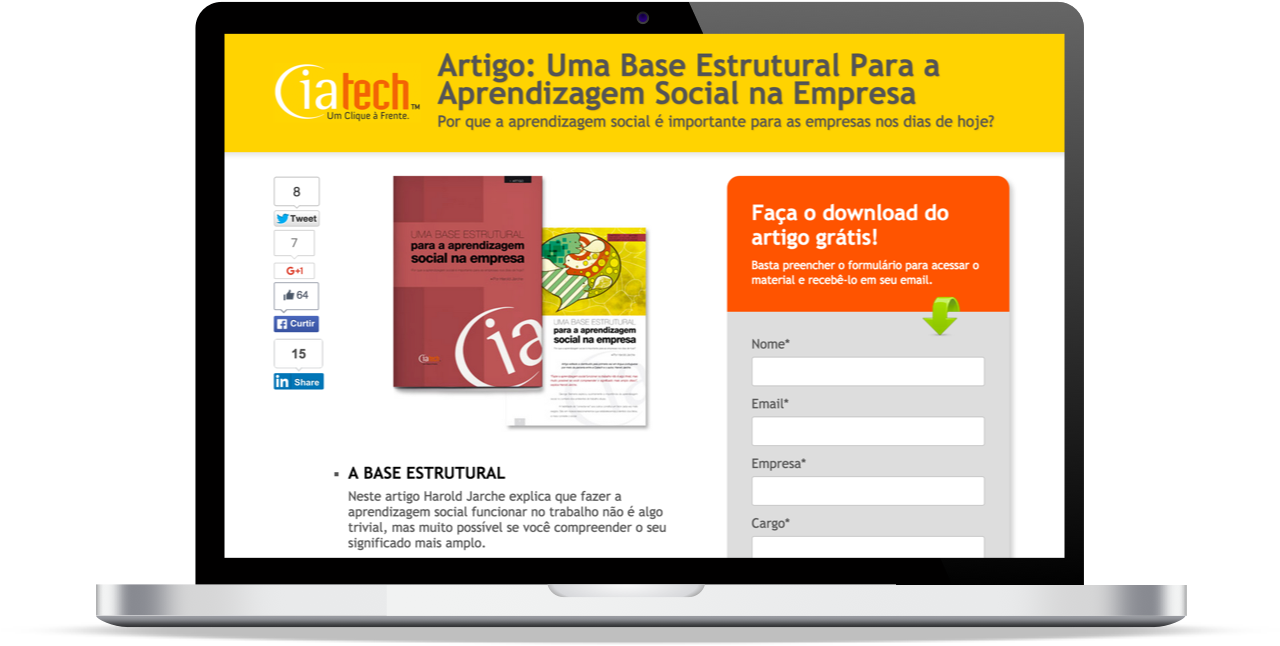 Ciatech™
Um Clique à Frente.
Artigo: Uma Base Estrutural Para a
Aprendizagem Social na Empresa
Por que a aprendizagem social é importante para as empresas nos dias de hoje?
8
Tweet
7
G+1
64
Curtir
15
in Share
UMA BASE ESTRUTURAL
para a aprendizagem
social na empresa
Ciatech
UMA BASE ESTRUTURAL
para a aprendizagem
social na empresa
Faça o download do
artigo grátis!
Basta preencher o formulário para acessar o
material e recebê-lo em seu email.
Nome*
Email*
Empresa*
Cargo*
▪ A BASE ESTRUTURAL
Neste artigo Harold Jarche explica que fazer a
aprendizagem social funcionar no trabalho não é algo
trivial, mas muito possível se você compreender o seu
significado mais amplo.